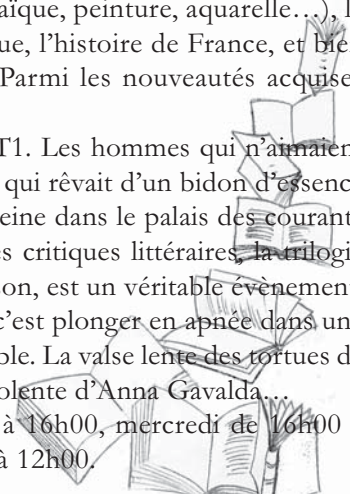 aïque, peinture, aquarelle…), l
ue, l’histoire de France, et bie
Parmi les nouveautés acquise
T1. Les hommes qui n’aimaien
qui rêvait d’un bidon d’essenc
eine dans le palais des courant
es critiques littéraires, la trilogi
son, est un véritable évènemen
c’est plonger en apnée dans un
ble. La valse lente des tortues d
olente d’Anna Gavalda…
à 16h00, mercredi de 16h00
à 12h00.